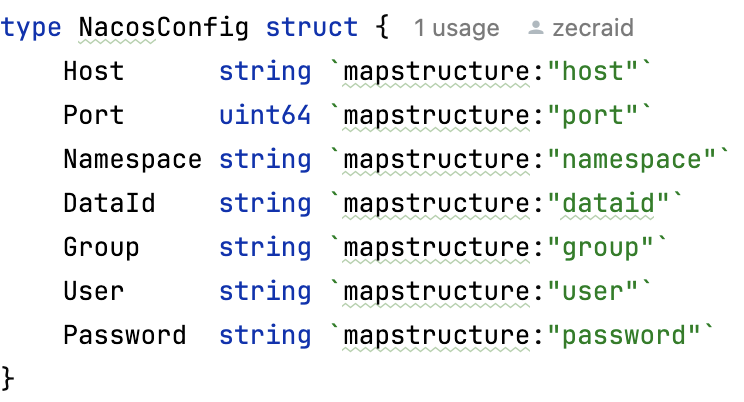 type NacosConfig struct { 1 usage zecraid
Host string `mapstructure:"host"`
Port uint64 `mapstructure:"port"`
Namespace string `mapstructure:"namespace"`
DataId string `mapstructure:"dataid"`
Group string `mapstructure:"group"`
User string `mapstructure:"user"`
Password string `mapstructure:"password"`
}